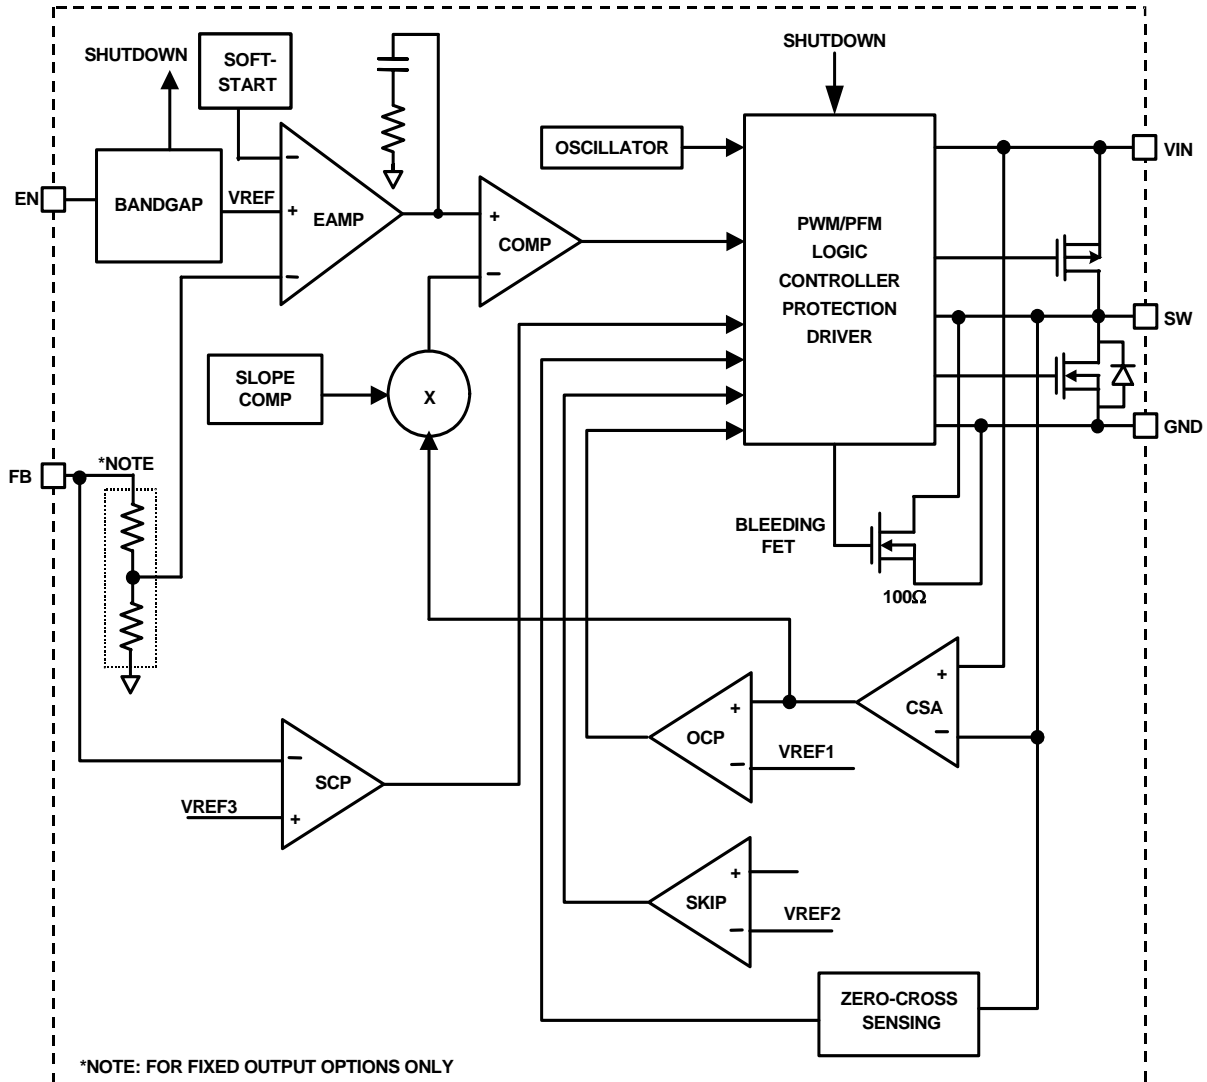 SHUTDOWN
SOFT-
START
SHUTDOWN
OSCILLATOR
VIN
EN
BANDGAP
VREF
−
+
−
EAMP
+
−
COMP
PWM/PFM
LOGIC
CONTROLLER
PROTECTION
DRIVER
SW
SLOPE
COMP
X
GND
FB
*NOTE
BLEEDING
FET
100Ω
+
−
CSA
+
−
OCP
VREF1
−
+
SCP
VREF3
+
−
SKIP
VREF2
ZERO-CROSS
SENSING
*NOTE: FOR FIXED OUTPUT OPTIONS ONLY